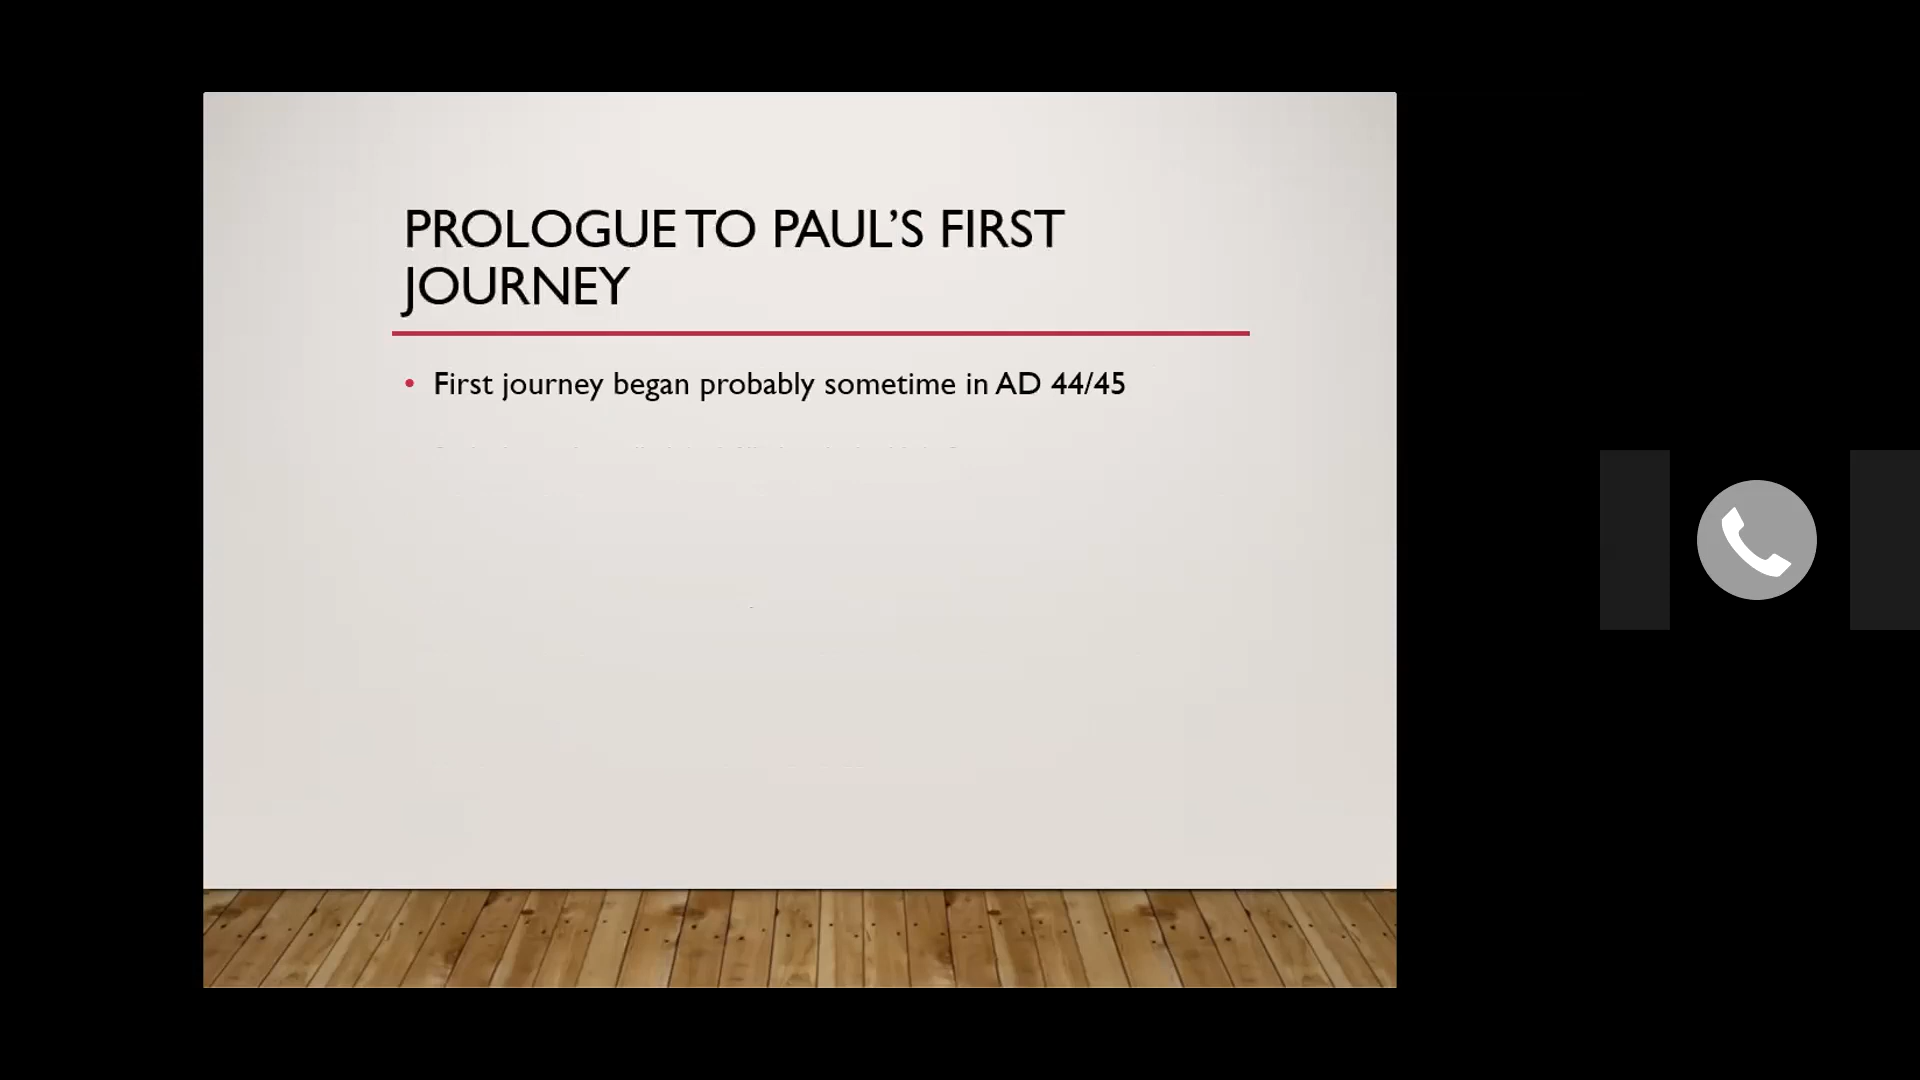 PROLOGUE TO PAUL’S FIRST
JOURNEY
• First journey began probably sometime in AD 44/45